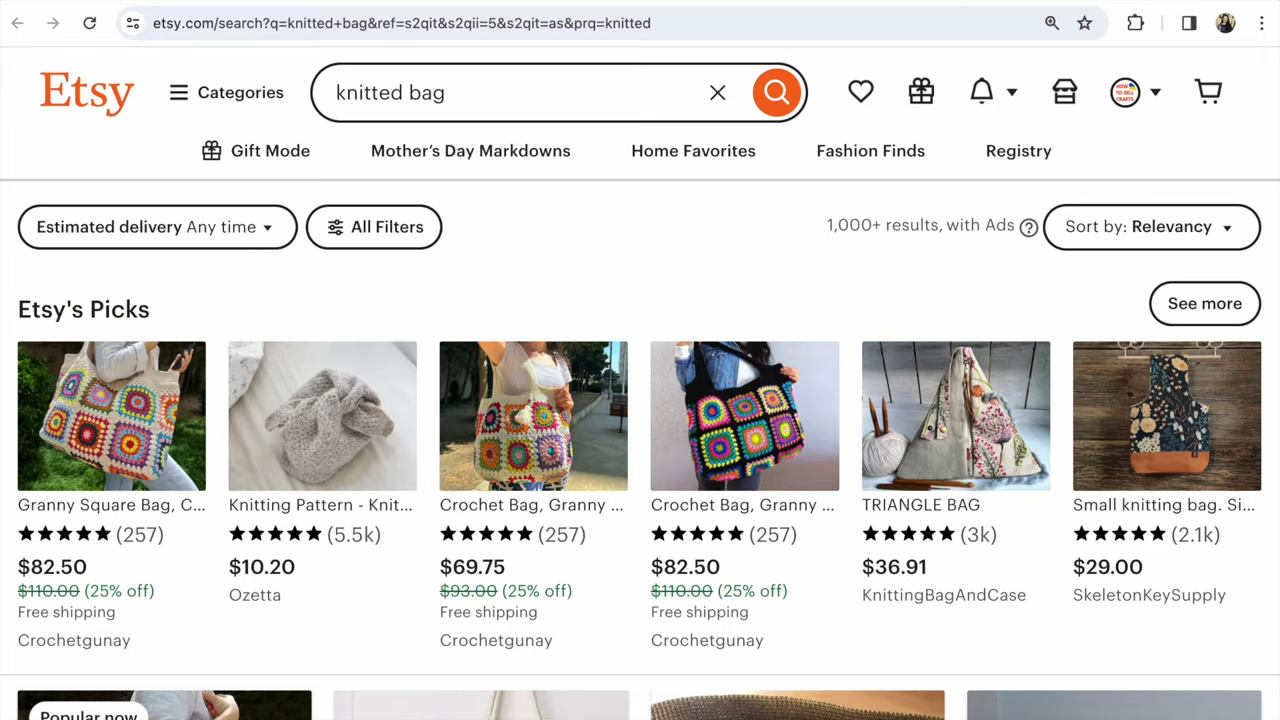 etsy.com/search?q=knitted+bag&ref=s2qit&s2qii=5&s2qit=as&prq=knitted
Etsy
Categories
knitted bag
HOW TO SELL CRAFTS
Gift Mode
Mother’s Day Markdowns
Home Favorites
Fashion Finds
Registry
Estimated delivery Any time
All Filters
1,000+ results, with Ads
Sort by: Relevancy
Etsy's Picks
See more
Granny Square Bag, C...
(257)
$82.50
$110.00 (25% off)
Free shipping
Crochetgunay
Knitting Pattern - Knit...
(5.5k)
$10.20
Ozetta
Crochet Bag, Granny ...
(257)
$69.75
$93.00 (25% off)
Free shipping
Crochetgunay
Crochet Bag, Granny ...
(257)
$82.50
$110.00 (25% off)
Free shipping
Crochetgunay
TRIANGLE BAG
(3k)
$36.91
KnittingBagAndCase
Small knitting bag. Si...
(2.1k)
$29.00
SkeletonKeySupply
Popular now